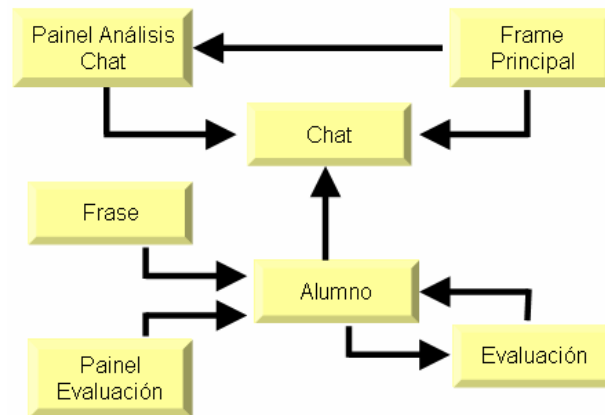 Painel Análisis
Chat
Frame
Principal
Chat
Frase
Alumno
Painel
Evaluación
Evaluación